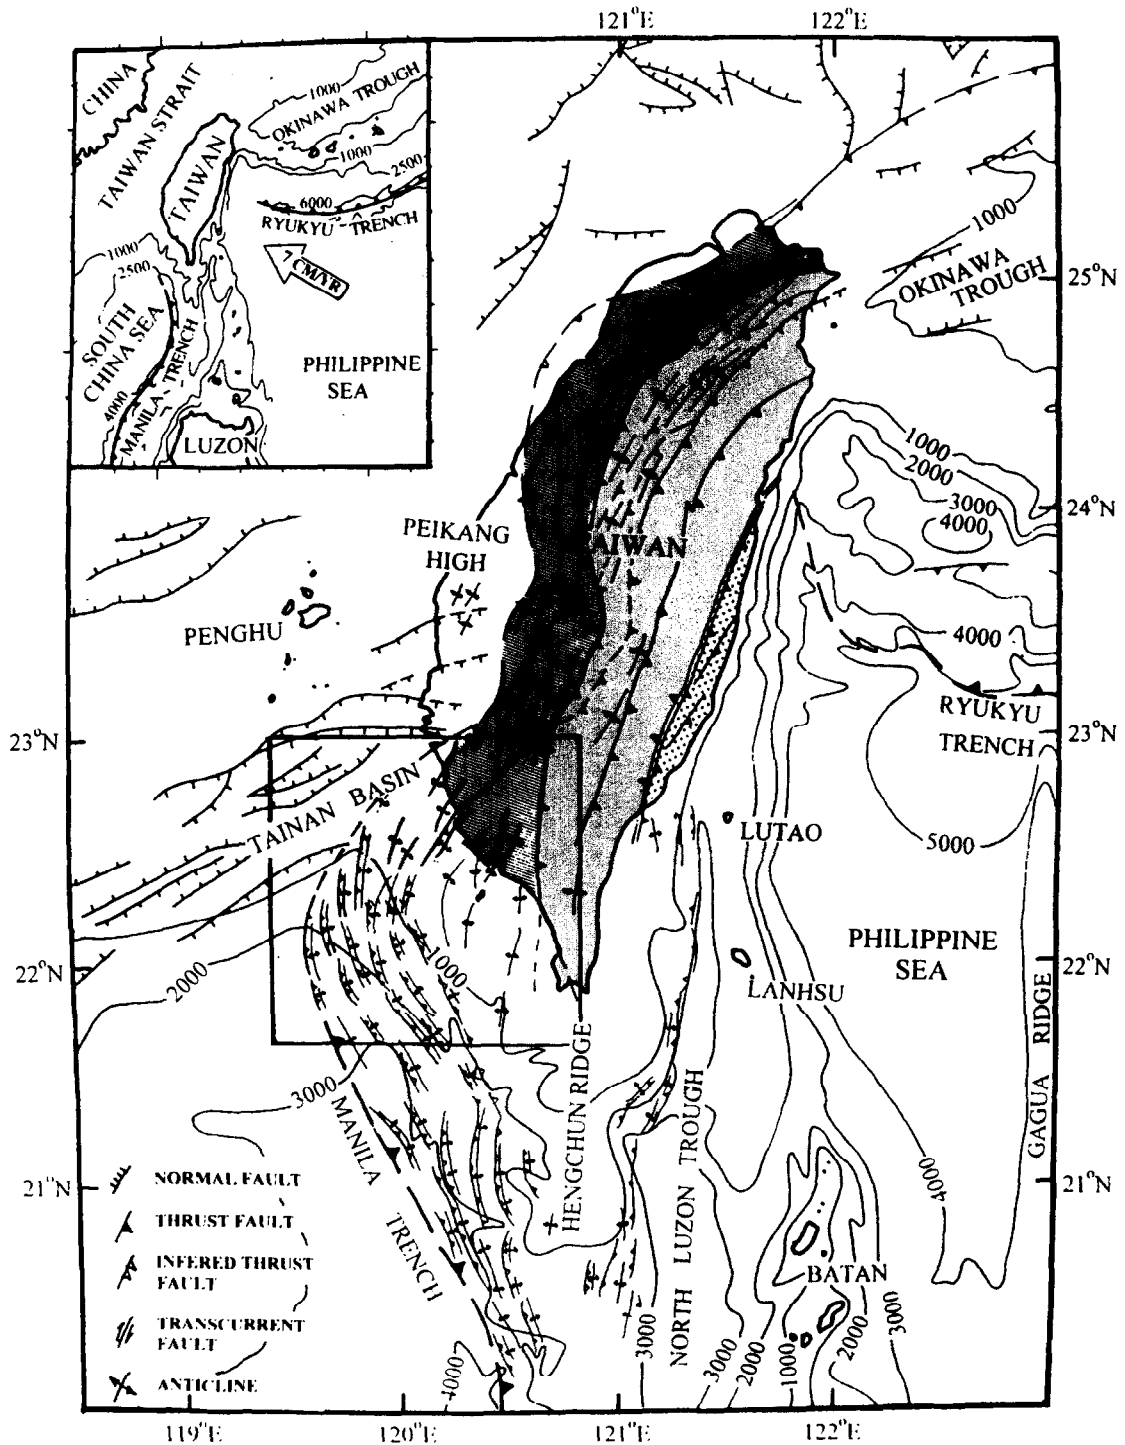 121°E
122°E
CHINA
TAIWAN STRAIT
TAIWAN
1000
OKINAWA TROUGH
1000
2500
6000
RYUKYU TRENCH
7 CM/YR
1000
2500
SOUTH
CHINA SEA
4000
MANILA TRENCH
LUZON
PHILIPPINE
SEA
1000
OKINAWA
TROUGH
25°N
1000
2000
3000
4000
24°N
PEIKANG
HIGH
AIWAN
PENGHU
4000
RYUKYU
TRENCH
23°N
23°N
TAINAN BASIN
LUTAO
5000
PHILIPPINE
SEA
22°N
22°N
2000
1000
LANHSU
GAGUA RIDGE
3000
MANILA
TRENCH
HENGCHUN RIDGE
NORTH LUZON TROUGH
4000
21°N
21°N
NORMAL FAULT
THRUST FAULT
INFERED THRUST
FAULT
TRANSCURRENT
FAULT
ANTICLINE
BATAN
4000
3000
3000
2000
1000
2000
3000
119°E
120°E
121°E
122°E